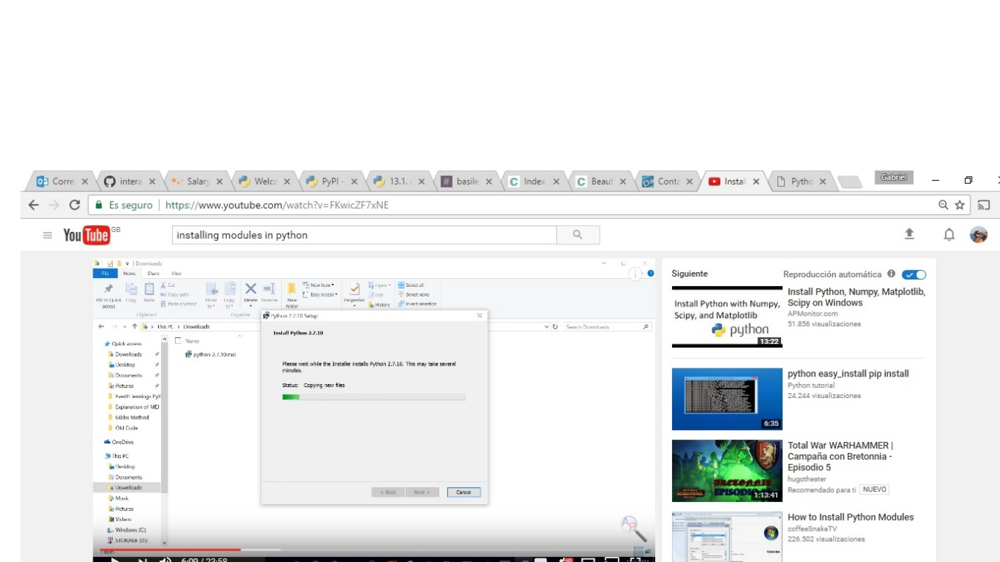 Corre
intera
Salary
Welco
PyPI -
13.1.
basile
Index
Beaut
Conta
Instal
Pytho
Gabriel
Es seguro | https://www.youtube.com/watch?v=FKwicZF7xNE
YouTube GB
installing modules in python
Downloads
File Home Share View
Pin to Quick access
Copy
Paste
Cut
Copy path
Paste shortcut
Move to
Copy to
Delete
Rename
New folder
New item
Easy access
Properties
Open
Edit
History
Select all
Select none
Invert selection
Clipboard
Organize
This PC > Downloads
Search Downloads
Quick access
Downloads
Desktop
Documents
Pictures
Everitt Jennings Pyt
Explanation of MEI
Gibbs Method
Old Code
OneDrive
This PC
Desktop
Documents
Downloads
Music
Pictures
Videos
Windows (C:)
STORAGE (D:)
1 item
Name
python-2.7.10.msi
Python 2.7.10 Setup
Install Python 2.7.10
Please wait while the Installer installs Python 2.7.10. This may take several
minutes.
Status: Copying new files
< Back
Next >
Cancel
6:09 / 23:58
Siguiente
Reproducción automática
Install Python with Numpy,
Scipy, and Matplotlib
python
13:22
Install Python, Numpy, Matplotlib,
Scipy on Windows
APMonitor.com
51.856 visualizaciones
6:35
python easy_install pip install
Python tutorial
24.244 visualizaciones
BRETONNIA
WARHAMMER
EPISODIO
1:13:41
Total War WARHAMMER |
Campaña con Bretonnia -
Episodio 5
hugothester
Recomendado para ti NUEVO
TOSHIBA
How to Install Python Modules
coffeeSnakeTV
226.502 visualizaciones